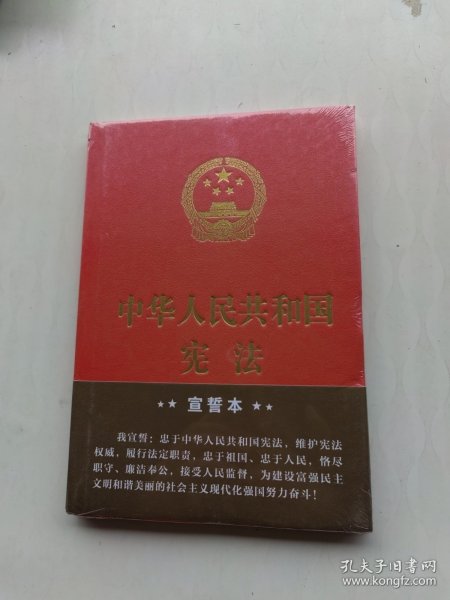 中华人民共和国
宪法
宣誓本
我宣誓：忠于中华人民共和国宪法，维护宪法
权威，履行法定职责，忠于祖国、忠于人民，恪尽
职守、廉洁奉公，接受人民监督，为建设富强民主
文明和谐美丽的社会主义现代化强国努力奋斗！
孔夫子旧书网
www.kongfz.com